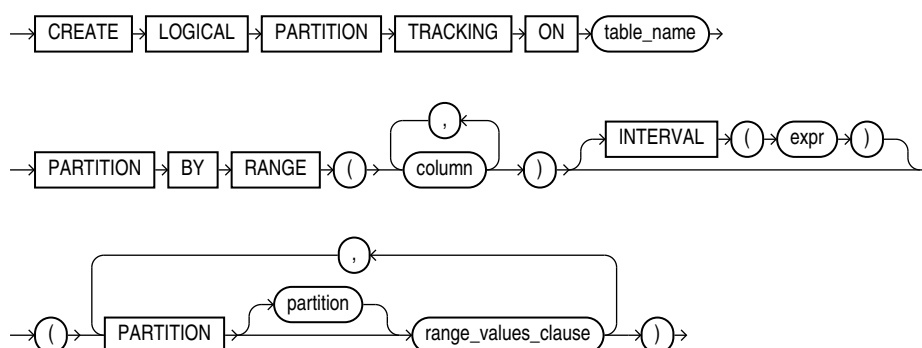 CREATE LOGICAL PARTITION TRACKING ON table_name
,
INTERVAL ( expr )
PARTITION BY RANGE ( column )
,
partition
( PARTITION range_values_clause )